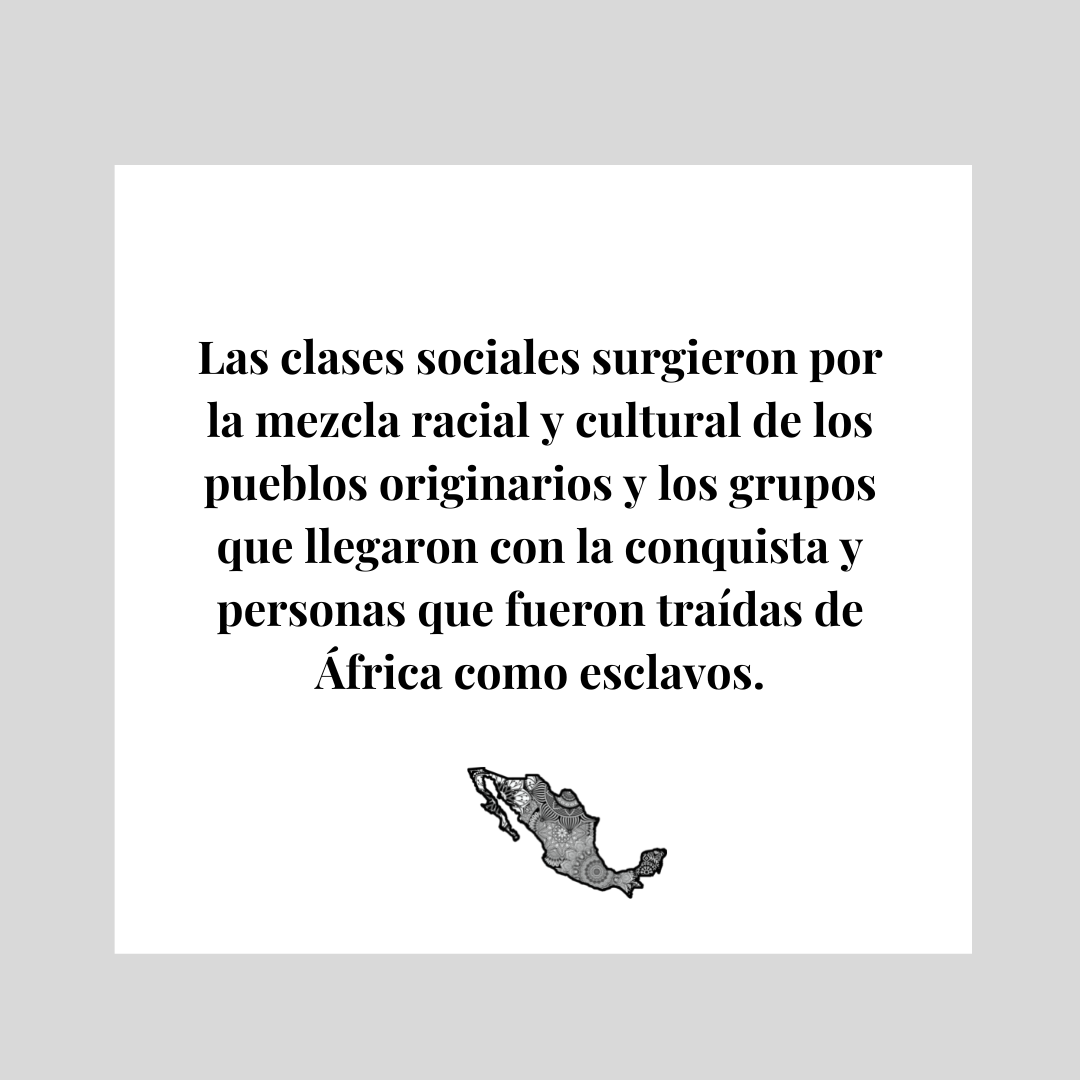 Las clases sociales surgieron por
la mezcla racial y cultural de los
pueblos originarios y los grupos
que llegaron con la conquista y
personas que fueron traídas de
África como esclavos.